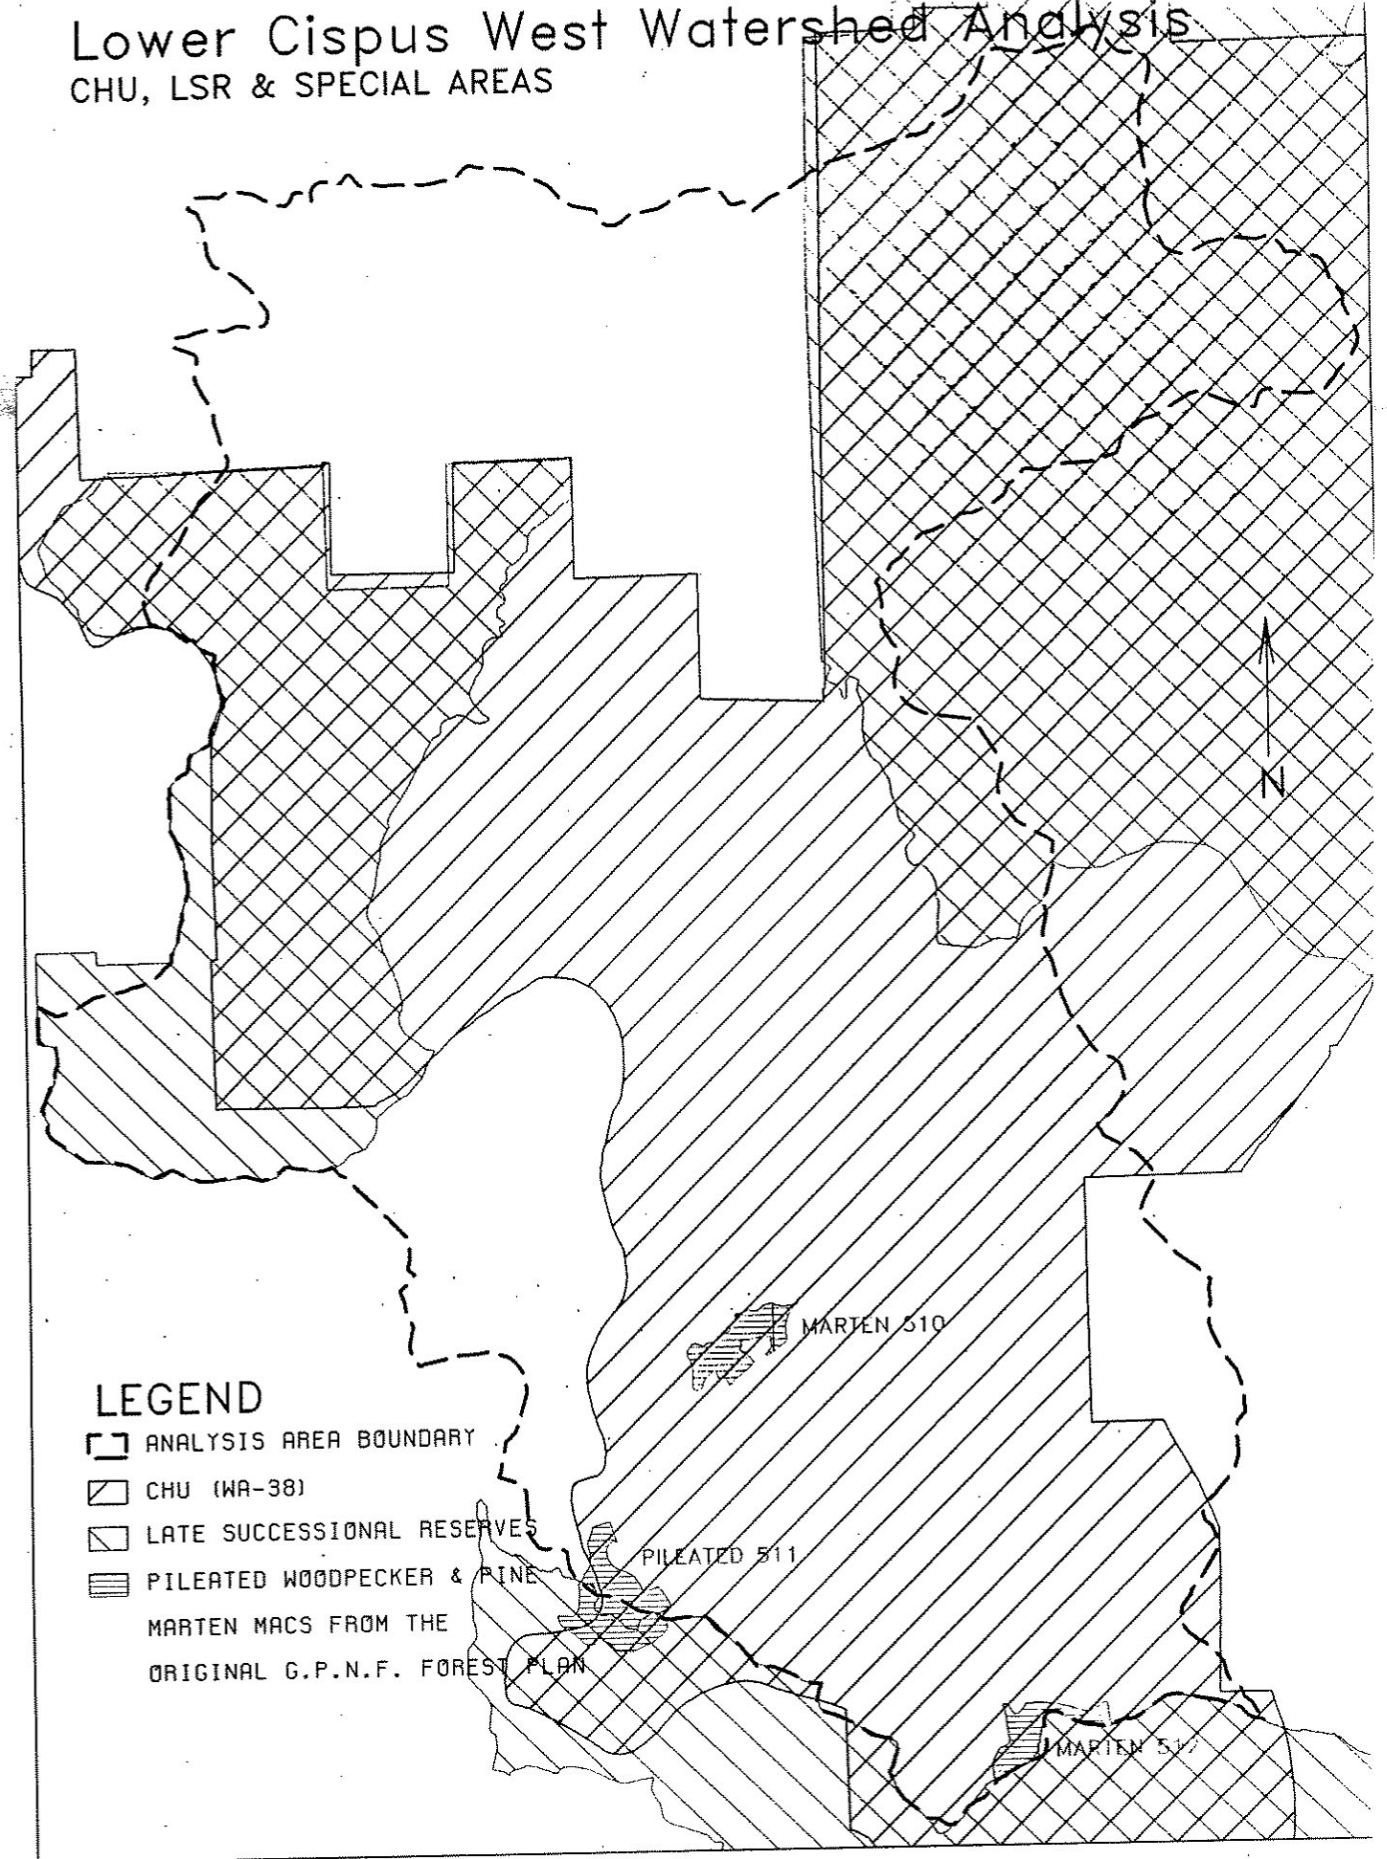 Lower Cispus West Watershed Analysis
CHU, LSR & SPECIAL AREAS
N
MARTEN 510
LEGEND
ANALYSIS AREA BOUNDARY
CHU (WA-38)
LATE SUCCESSIONAL RESERVES
PILEATED WOODPECKER & PINE
MARTEN MACS FROM THE
ORIGINAL G.P.N.F. FOREST PLAN
PILEATED 511
MARTEN